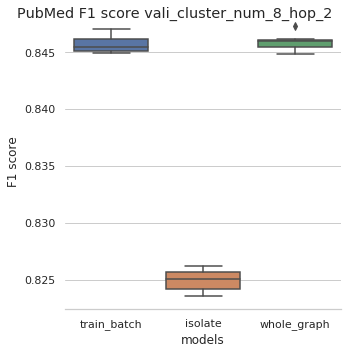 PubMed F1 score vali_cluster_num_8_hop_2
0.845
0.840
0.835
0.830
0.825
F1 score
train_batch isolate whole_graph
models